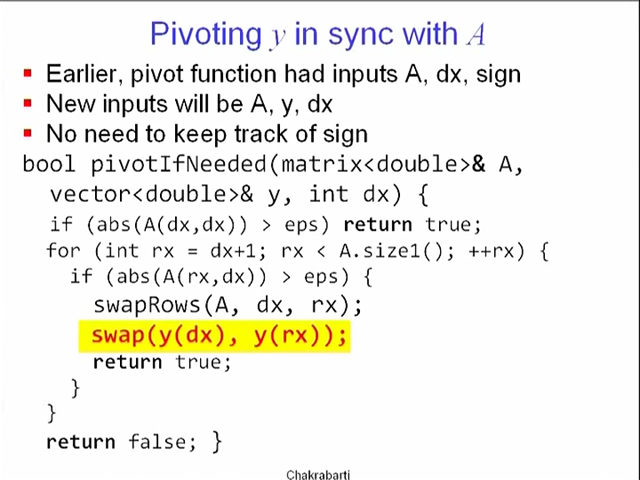 Pivoting y in sync with A
Earlier, pivot function had inputs A, dx, sign
New inputs will be A, y, dx
No need to keep track of sign
bool pivotIfNeeded(matrix<double>& A,
vector<double>& y, int dx) {
if (abs(A(dx,dx)) > eps) return true;
for (int rx = dx+1; rx < A.size1(); ++rx) {
if (abs(A(rx,dx)) > eps) {
swapRows(A, dx, rx);
swap(y(dx), y(rx));
return true;
}
}
return false; }
Chakrabarti